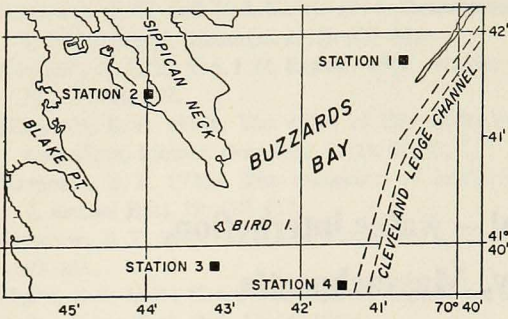 42'
SIPPICAN NECK
STATION 1
STATION 2
BUZZARDS BAY
CLEVELAND LEDGE CHANNEL
BLAKE PT.
41'
BIRD I.
STATION 3
STATION 4
40'
45'
44'
43'
42'
41'
70° 40'